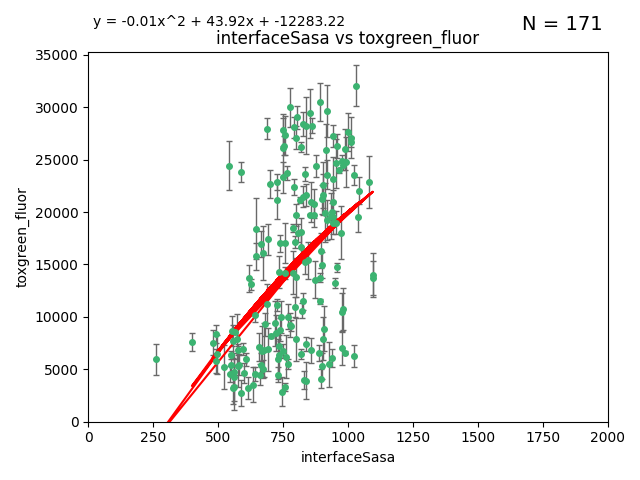 y = -0.01x^2 + 43.92x + -12283.22
N = 171
interfaceSasa vs toxgreen_fluor
35000
30000
25000
20000
15000
10000
5000
0
toxgreen_fluor
0 250 500 750 1000 1250 1500 1750 2000
interfaceSasa